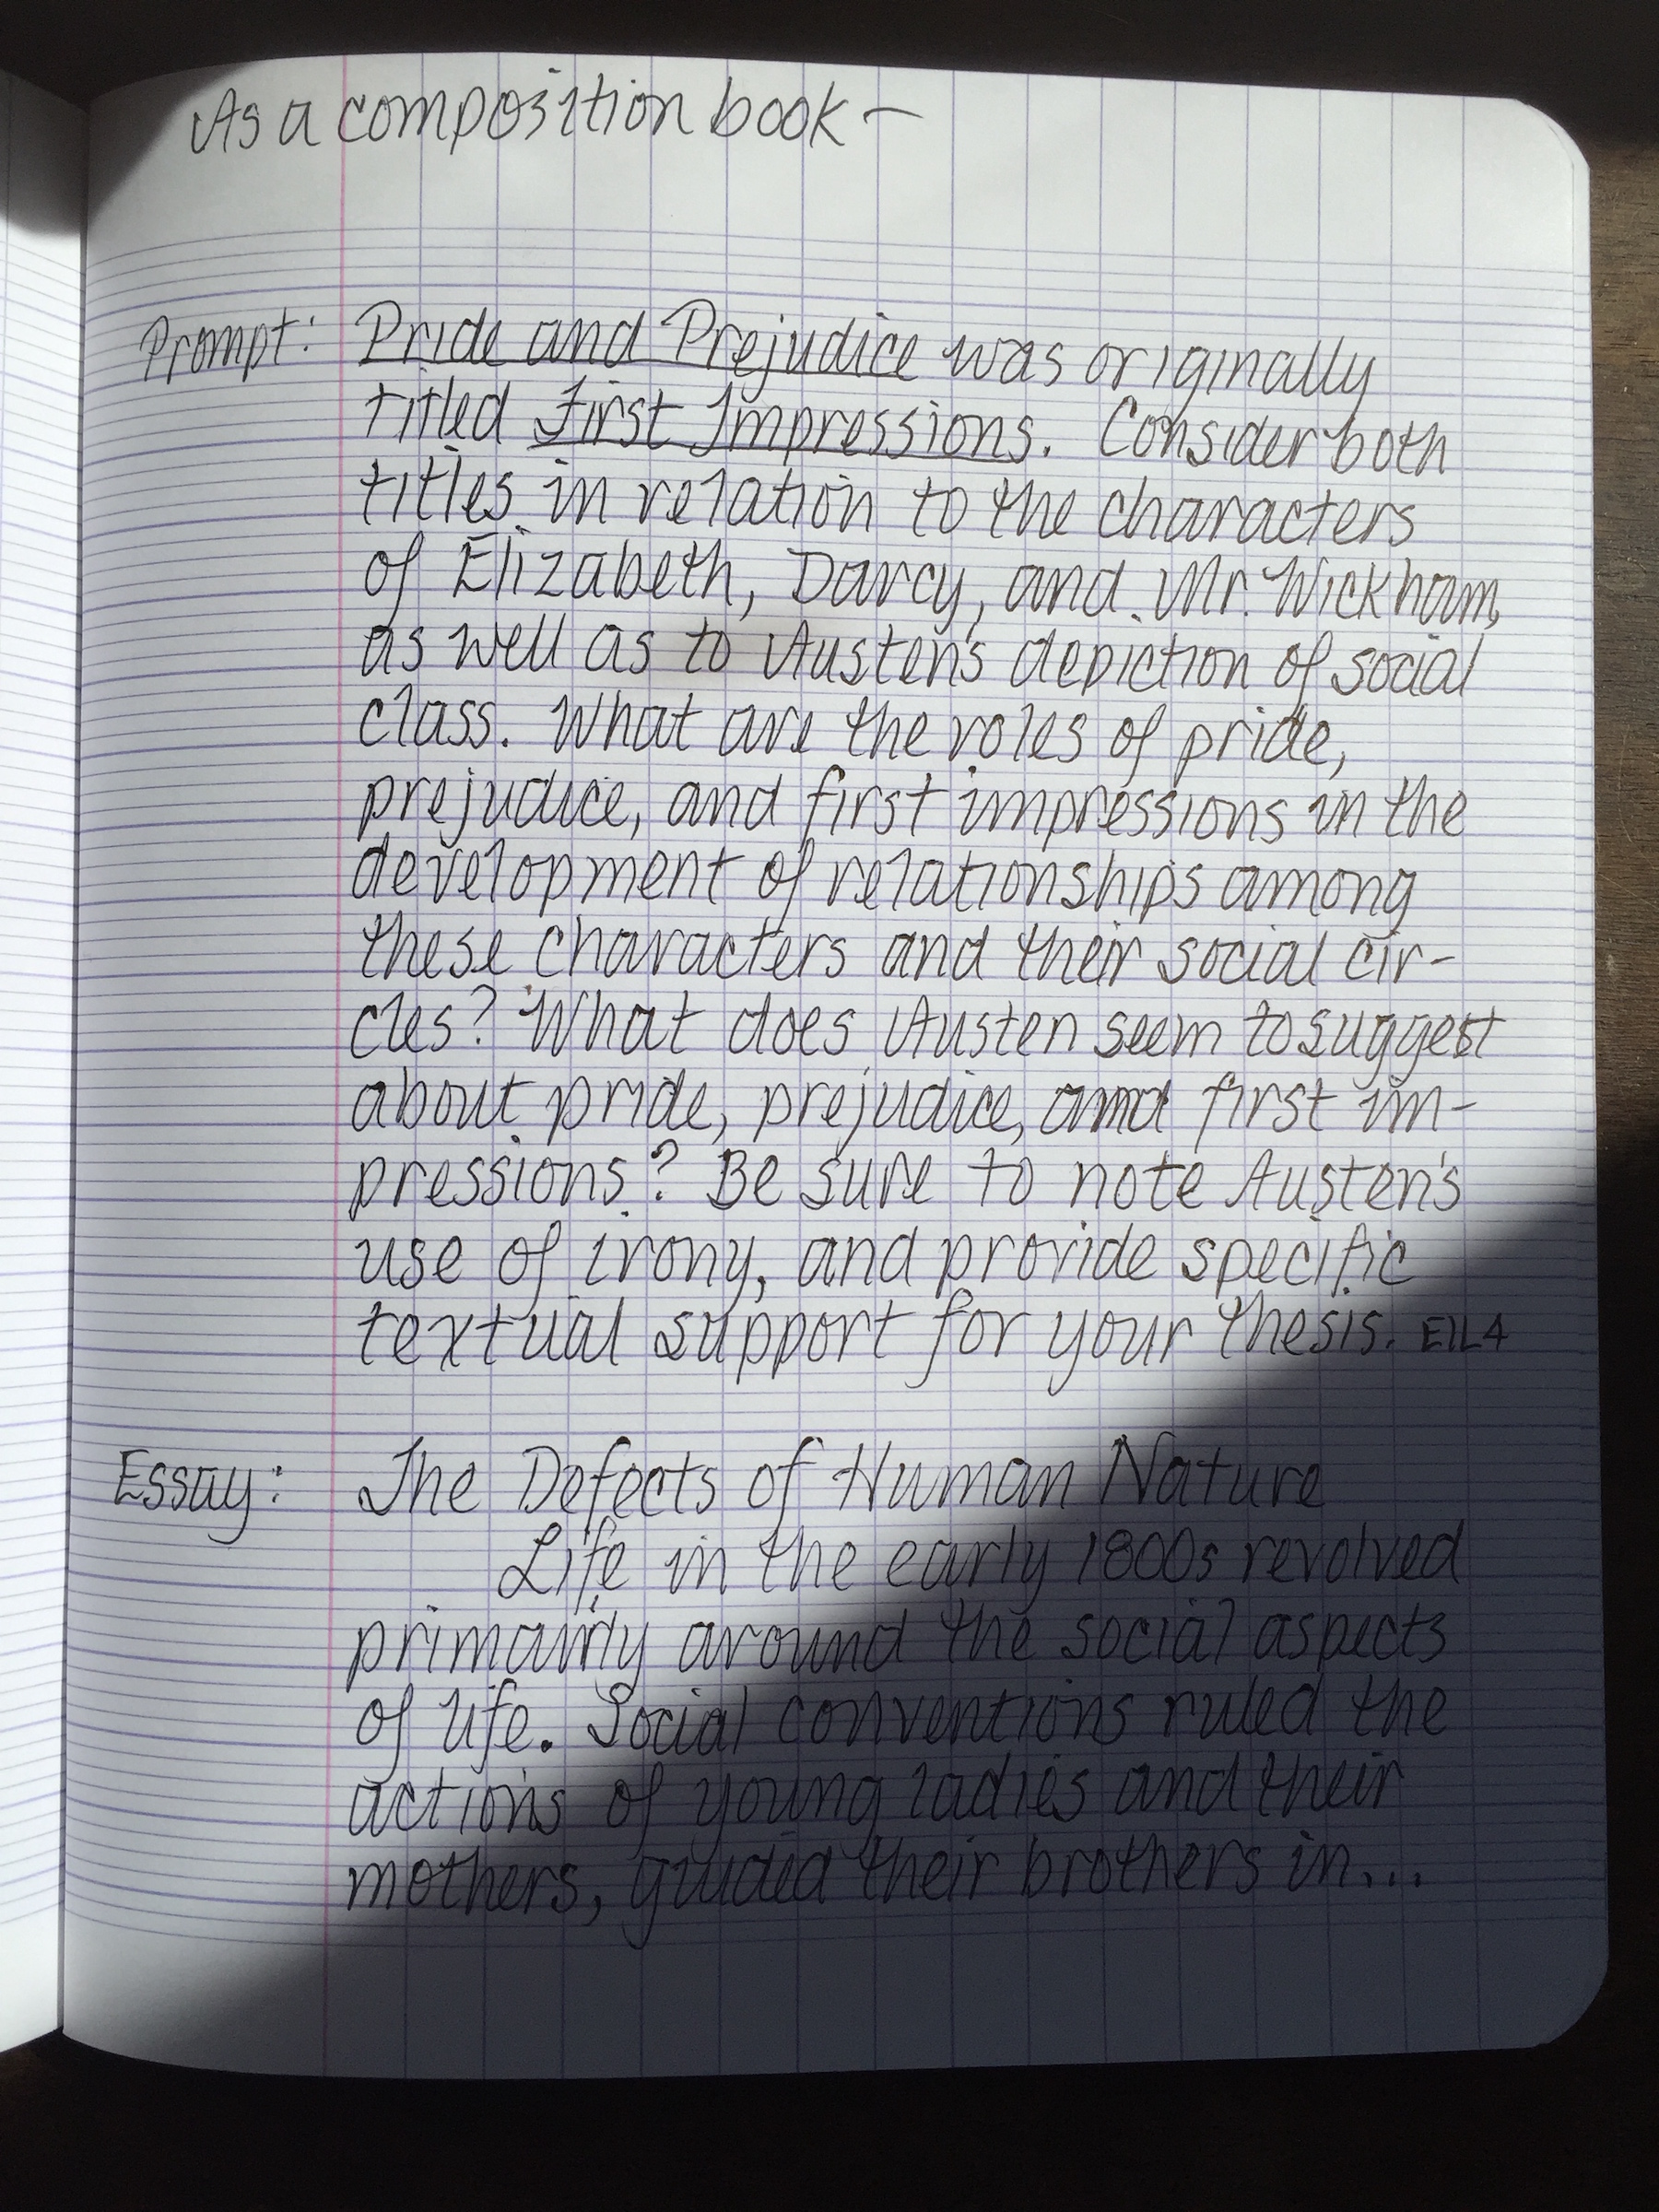 As a composition book —
Prompt: Pride and Prejudice was originally
titled First Impressions. Consider both
titles in relation to the characters
of Elizabeth, Darcy, and Mr. Wickham,
as well as to Austen's depiction of social
class. What are the roles of pride,
prejudice, and first impressions in the
development of relationships among
these characters and their social cir-
cles? What does Austen seem to suggest
about pride, prejudice, and first im-
pressions? Be sure to note Austen's
use of irony, and provide specific
textual support for your thesis. E1L4
Essay: The Defects of Human Nature
Life in the early 1800s revolved
primarily around the social aspects
of life. Social conventions ruled the
actions of young ladies and their
mothers, guided their brothers in...